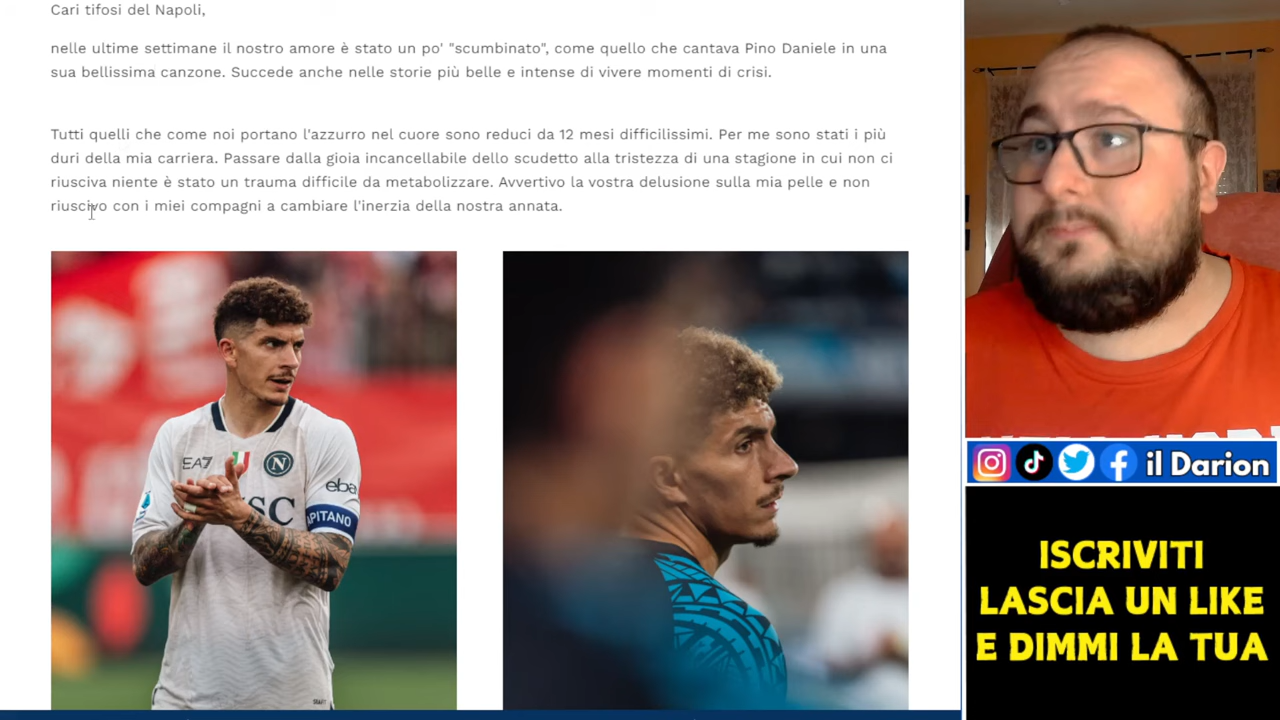 Cari tifosi del Napoli,
nelle ultime settimane il nostro amore è stato un po' "scumbinato", come quello che cantava Pino Daniele in una
sua bellissima canzone. Succede anche nelle storie più belle e intense di vivere momenti di crisi.
Tutti quelli che come noi portano l'azzurro nel cuore sono reduci da 12 mesi difficilissimi. Per me sono stati i più
duri della mia carriera. Passare dalla gioia incancellabile dello scudetto alla tristezza di una stagione in cui non ci
riusciva niente è stato un trauma difficile da metabolizzare. Avvertivo la vostra delusione sulla mia pelle e non
riuscivo con i miei compagni a cambiare l'inerzia della nostra annata.
EA7
N
eba
SC
APITANO
il Darion
ISCRIVITI
LASCIA UN LIKE
E DIMMI LA TUA